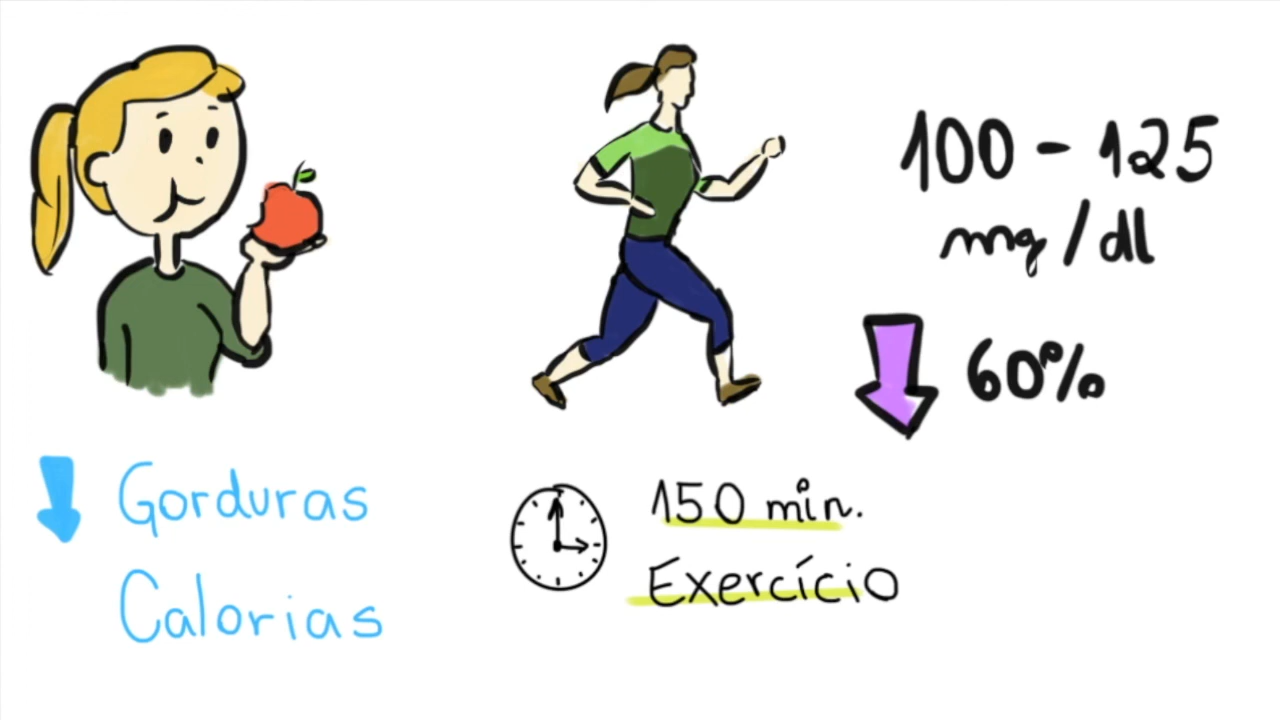 100 - 125
mg/dl
60%
Gorduras
Calorias
150 min.
Exercício